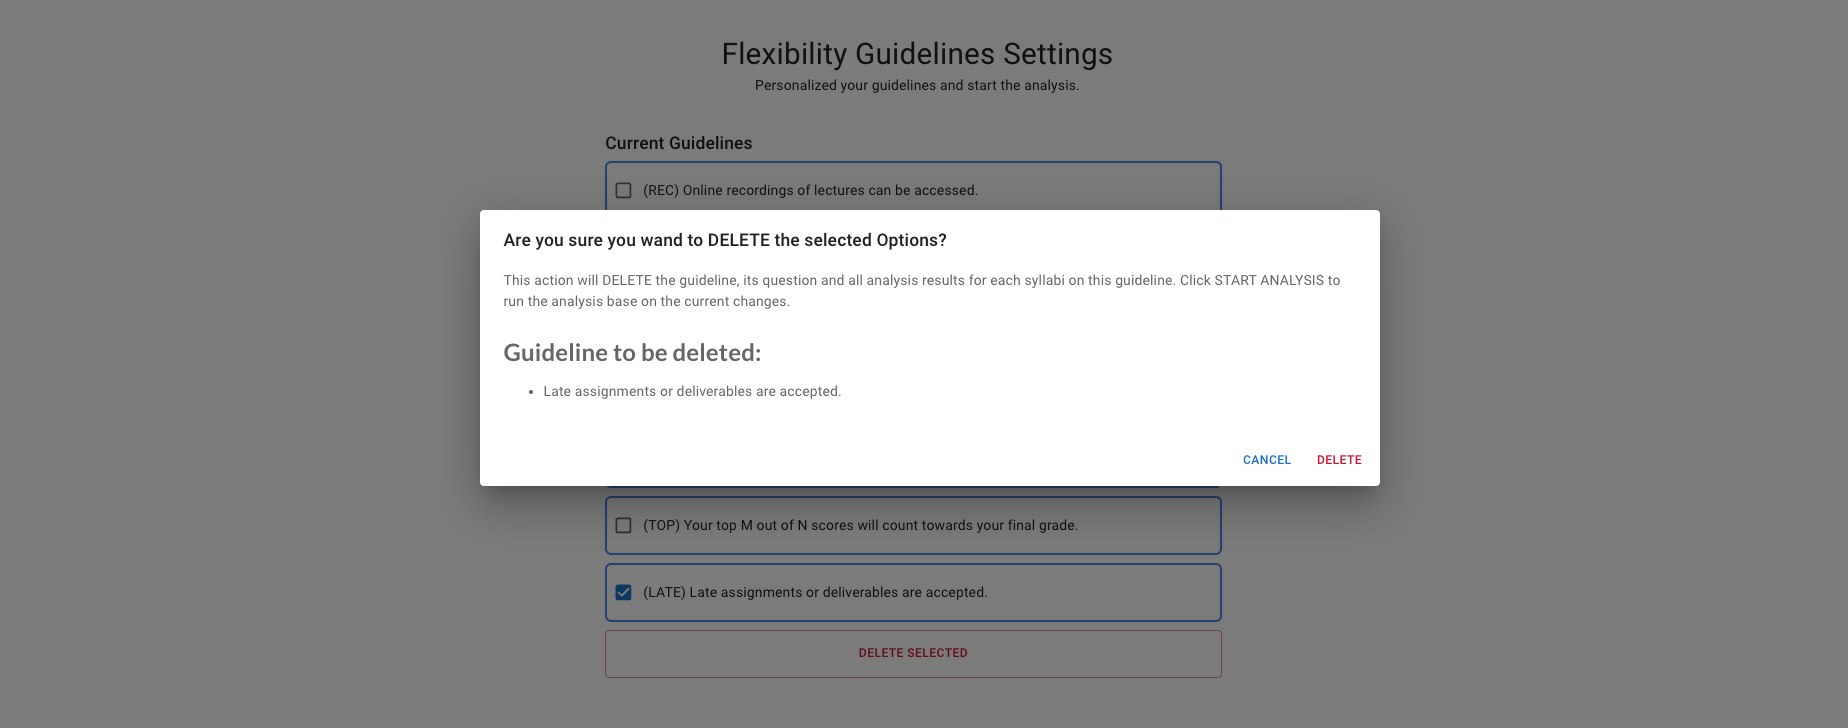 Flexibility Guidelines Settings
Personalized your guidelines and start the analysis.
Current Guidelines
(REC) Online recordings of lectures can be accessed.
Are you sure you wand to DELETE the selected Options?
This action will DELETE the guideline, its question and all analysis results for each syllabi on this guideline. Click START ANALYSIS to
run the analysis base on the current changes.
Guideline to be deleted:
• Late assignments or deliverables are accepted.
CANCEL DELETE
(TOP) Your top M out of N scores will count towards your final grade.
(LATE) Late assignments or deliverables are accepted.
DELETE SELECTED